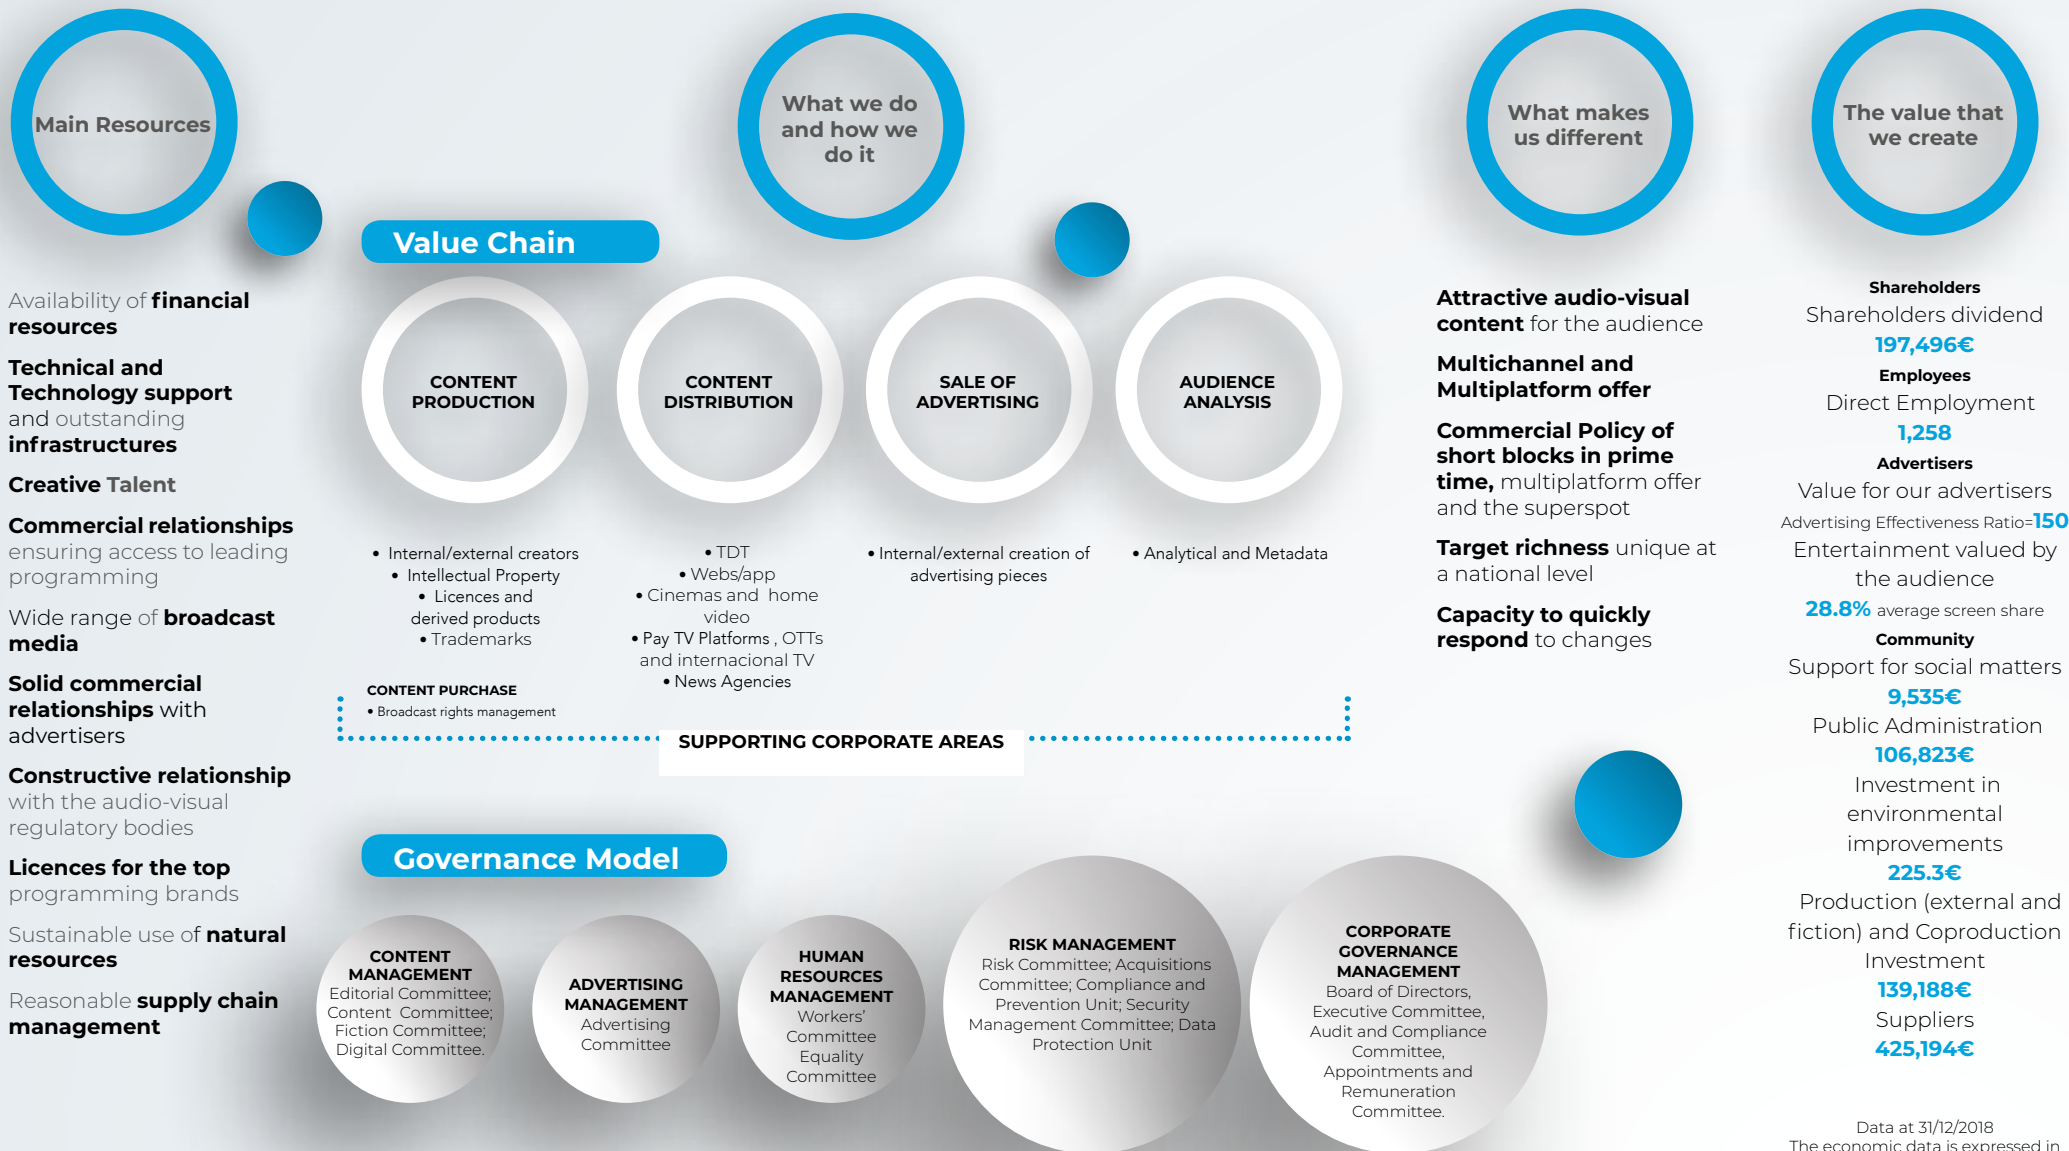 Main Resources
Availability of financial
resources
Technical and
Technology support
and outstanding
infrastructures
Creative Talent
Commercial relationships
ensuring access to leading
programming
Wide range of broadcast
media
Solid commercial
relationships with
advertisers
Constructive relationship
with the audio-visual
regulatory bodies
Licences for the top
programming brands
Sustainable use of natural
resources
Reasonable supply chain
management
What we do
and how we
do it
Value Chain
CONTENT
PRODUCTION
• Internal/external creators
• Intellectual Property
• Licences and
derived products
• Trademarks
CONTENT PURCHASE
• Broadcast rights management
CONTENT
DISTRIBUTION
• TDT
• Webs/app
• Cinemas and home
video
• Pay TV Platforms , OTTs
and internacional TV
• News Agencies
SALE OF
ADVERTISING
• Internal/external creation of
advertising pieces
AUDIENCE
ANALYSIS
• Analytical and Metadata
SUPPORTING CORPORATE AREAS
Governance Model
CONTENT
MANAGEMENT
Editorial Committee;
Content Committee;
Fiction Committee;
Digital Committee.
ADVERTISING
MANAGEMENT
Advertising
Committee
HUMAN
RESOURCES
MANAGEMENT
Workers'
Committee
Equality
Committee
RISK MANAGEMENT
Risk Committee; Acquisitions
Committee; Compliance and
Prevention Unit; Security
Management Committee; Data
Protection Unit
CORPORATE
GOVERNANCE
MANAGEMENT
Board of Directors,
Executive Committee,
Audit and Compliance
Committee,
Appointments and
Remuneration
Committee.
What makes
us different
Attractive audio-visual
content for the audience
Multichannel and
Multiplatform offer
Commercial Policy of
short blocks in prime
time, multiplatform offer
and the superspot
Target richness unique at
a national level
Capacity to quickly
respond to changes
The value that
we create
Shareholders
Shareholders dividend
197,496€
Employees
Direct Employment
1,258
Advertisers
Value for our advertisers
Advertising Effectiveness Ratio=150
Entertainment valued by
the audience
28.8% average screen share
Community
Support for social matters
9,535€
Public Administration
106,823€
Investment in
environmental
improvements
225.3€
Production (external and
fiction) and Coproduction
Investment
139,188€
Suppliers
425,194€
Data at 31/12/2018
The economic data is expressed in